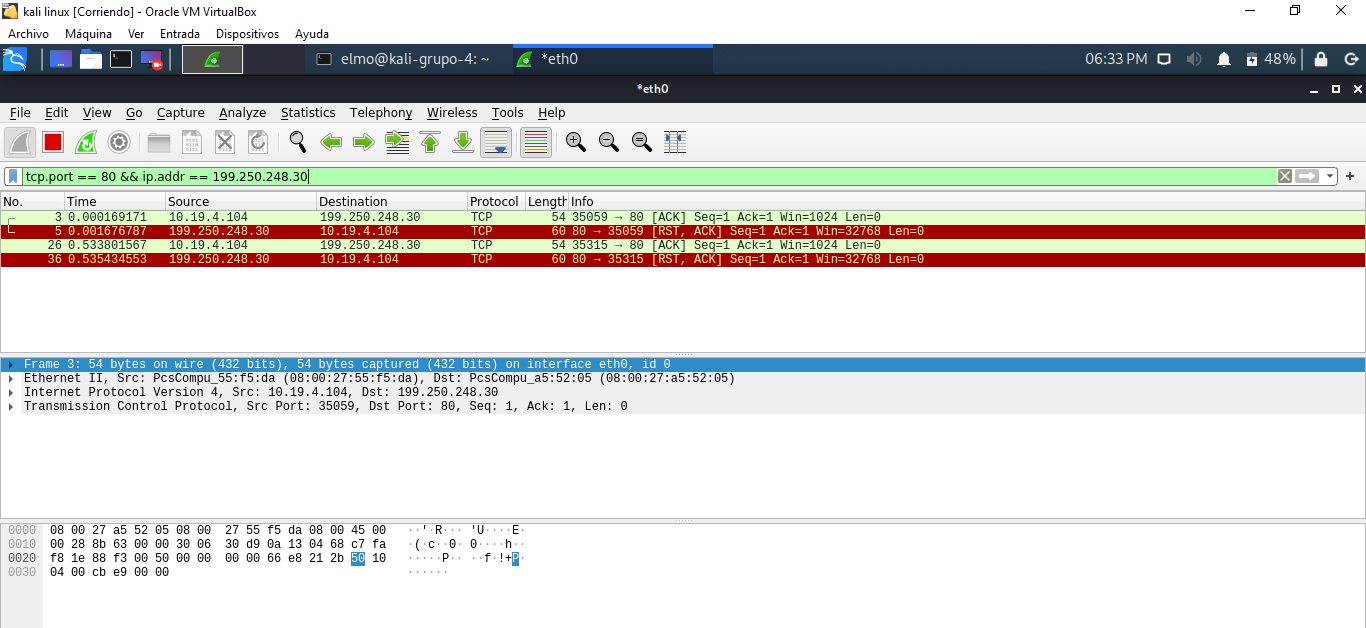 kali linux [Corriendo] - Oracle VM VirtualBox
Archivo Máquina Ver Entrada Dispositivos Ayuda
elmo@kali-grupo-4: ~ *eth0 06:33 PM 48%
*eth0
File Edit View Go Capture Analyze Statistics Telephony Wireless Tools Help
tcp.port == 80 && ip.addr == 199.250.248.30
No. Time Source Destination Protocol Length Info
3 0.000169171 10.19.4.104 199.250.248.30 TCP 54 35059 → 80 [ACK] Seq=1 Ack=1 Win=1024 Len=0
5 0.001676787 199.250.248.30 10.19.4.104 TCP 60 80 → 35059 [RST, ACK] Seq=1 Ack=1 Win=32768 Len=0
26 0.533801567 10.19.4.104 199.250.248.30 TCP 54 35315 → 80 [ACK] Seq=1 Ack=1 Win=1024 Len=0
36 0.535434553 199.250.248.30 10.19.4.104 TCP 60 80 → 35315 [RST, ACK] Seq=1 Ack=1 Win=32768 Len=0
Frame 3: 54 bytes on wire (432 bits), 54 bytes captured (432 bits) on interface eth0, id 0
Ethernet II, Src: PcsCompu_55:f5:da (08:00:27:55:f5:da), Dst: PcsCompu_a5:52:05 (08:00:27:a5:52:05)
Internet Protocol Version 4, Src: 10.19.4.104, Dst: 199.250.248.30
Transmission Control Protocol, Src Port: 35059, Dst Port: 80, Seq: 1, Ack: 1, Len: 0
0000 08 00 27 a5 52 05 08 00 27 55 f5 da 08 00 45 00 ··'·R··· 'U····E·
0010 00 28 8b 63 00 00 30 06 30 d9 0a 13 04 68 c7 fa ·(·c··0· 0····h··
0020 f8 1e 88 f3 00 50 00 00 00 00 66 e8 21 2b 50 10 ·····P·· ··f·!+P·
0030 04 00 cb e9 00 00 ······